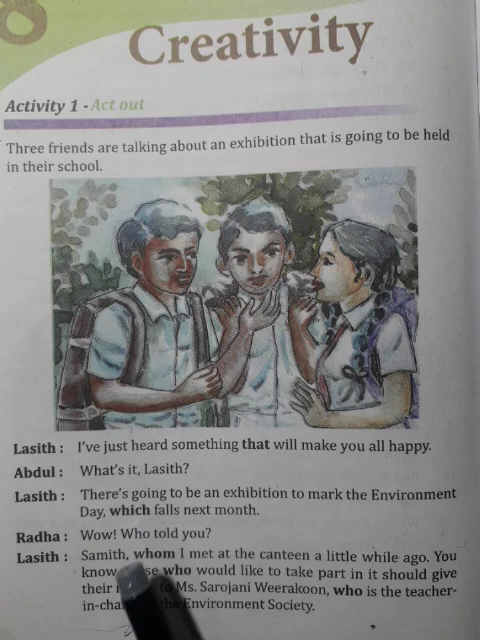 8
Creativity
Activity 1 - Act out
Three friends are talking about an exhibition that is going to be held
in their school.
Lasith : I've just heard something that will make you all happy.
Abdul : What's it, Lasith?
Lasith : There's going to be an exhibition to mark the Environment
Day, which falls next month.
Radha : Wow! Who told you?
Lasith : Samith, whom I met at the canteen a little while ago. You
know who would like to take part in it should give
their to Ms. Sarojani Weerakoon, who is the teacher-
the Environment Society.